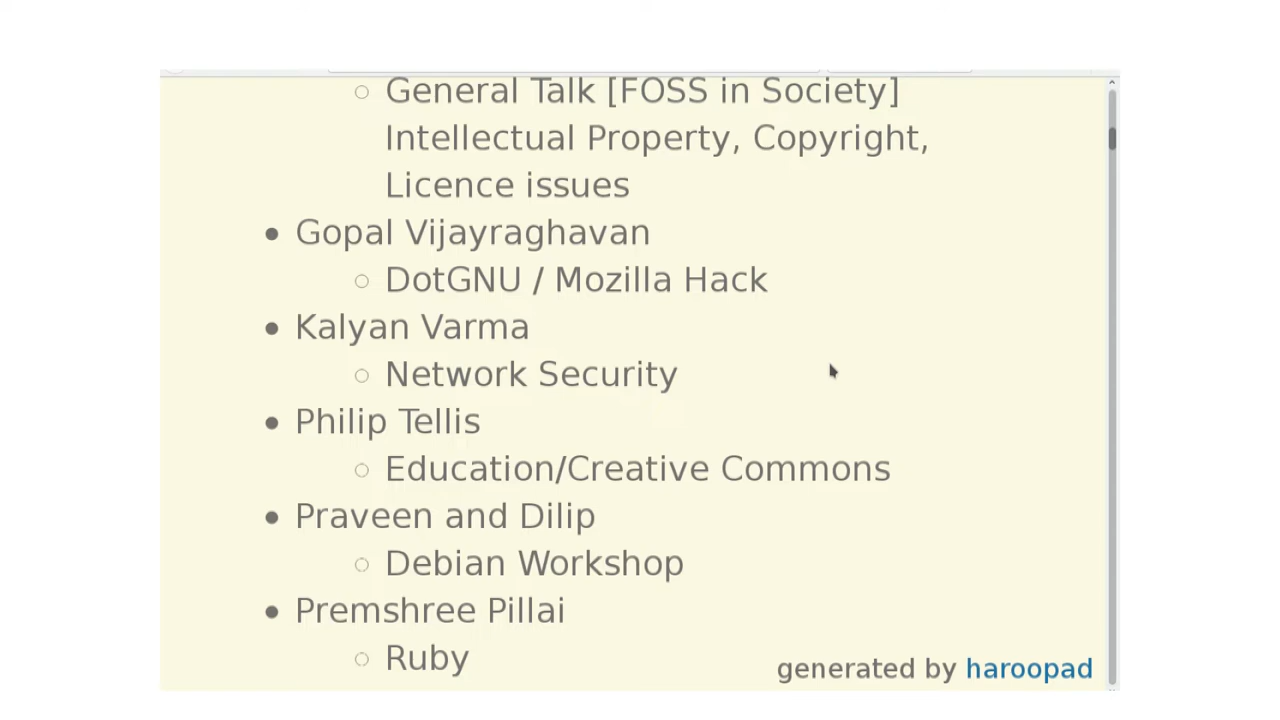 General Talk [FOSS in Society]
Intellectual Property, Copyright,
Licence issues
Gopal Vijayraghavan
DotGNU / Mozilla Hack
Kalyan Varma
Network Security
Philip Tellis
Education/Creative Commons
Praveen and Dilip
Debian Workshop
Premshree Pillai
Ruby
generated by haroopad